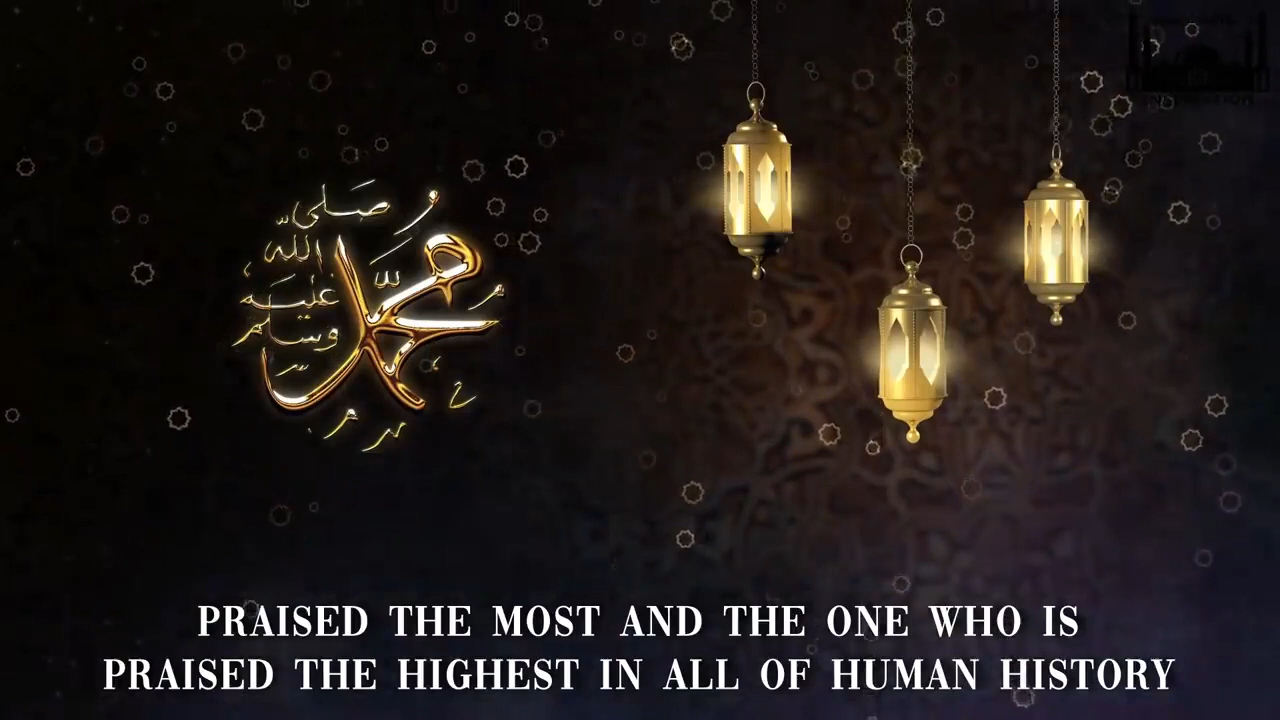 صلى
الله
عليه
وسلم
محمد
PRAISED THE MOST AND THE ONE WHO IS
PRAISED THE HIGHEST IN ALL OF HUMAN HISTORY